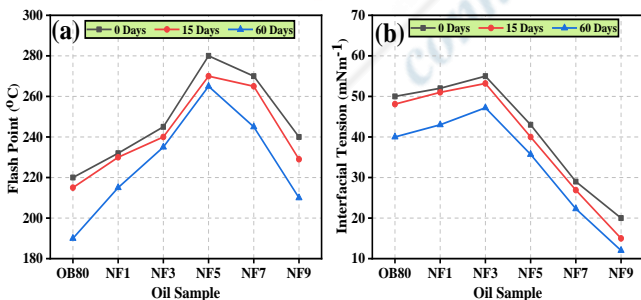 (a)
0 Days 15 Days 60 Days
300
280
260
240
220
200
180
Flash Point (⁰C)
OB80 NF1 NF3 NF5 NF7 NF9
Oil Sample
(b)
0 Days 15 Days 60 Days
70
60
50
40
30
20
10
Interfacial Tension (mNm⁻¹)
OB80 NF1 NF3 NF5 NF7 NF9
Oil Sample